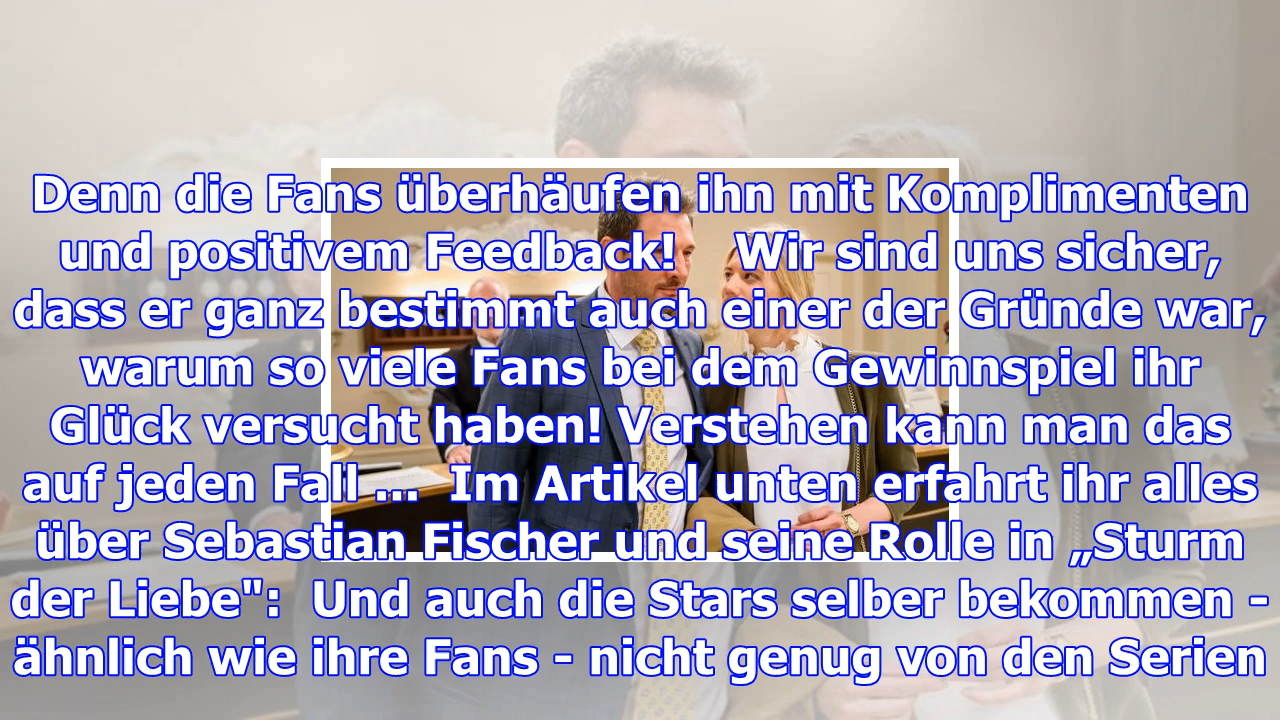 Denn die Fans überhäufen ihn mit Komplimenten
und positivem Feedback! Wir sind uns sicher,
dass er ganz bestimmt auch einer der Gründe war,
warum so viele Fans bei dem Gewinnspiel ihr
Glück versucht haben! Verstehen kann man das
auf jeden Fall ... Im Artikel unten erfahrt ihr alles
über Sebastian Fischer und seine Rolle in „Sturm
der Liebe": Und auch die Stars selber bekommen -
ähnlich wie ihre Fans - nicht genug von den Serien